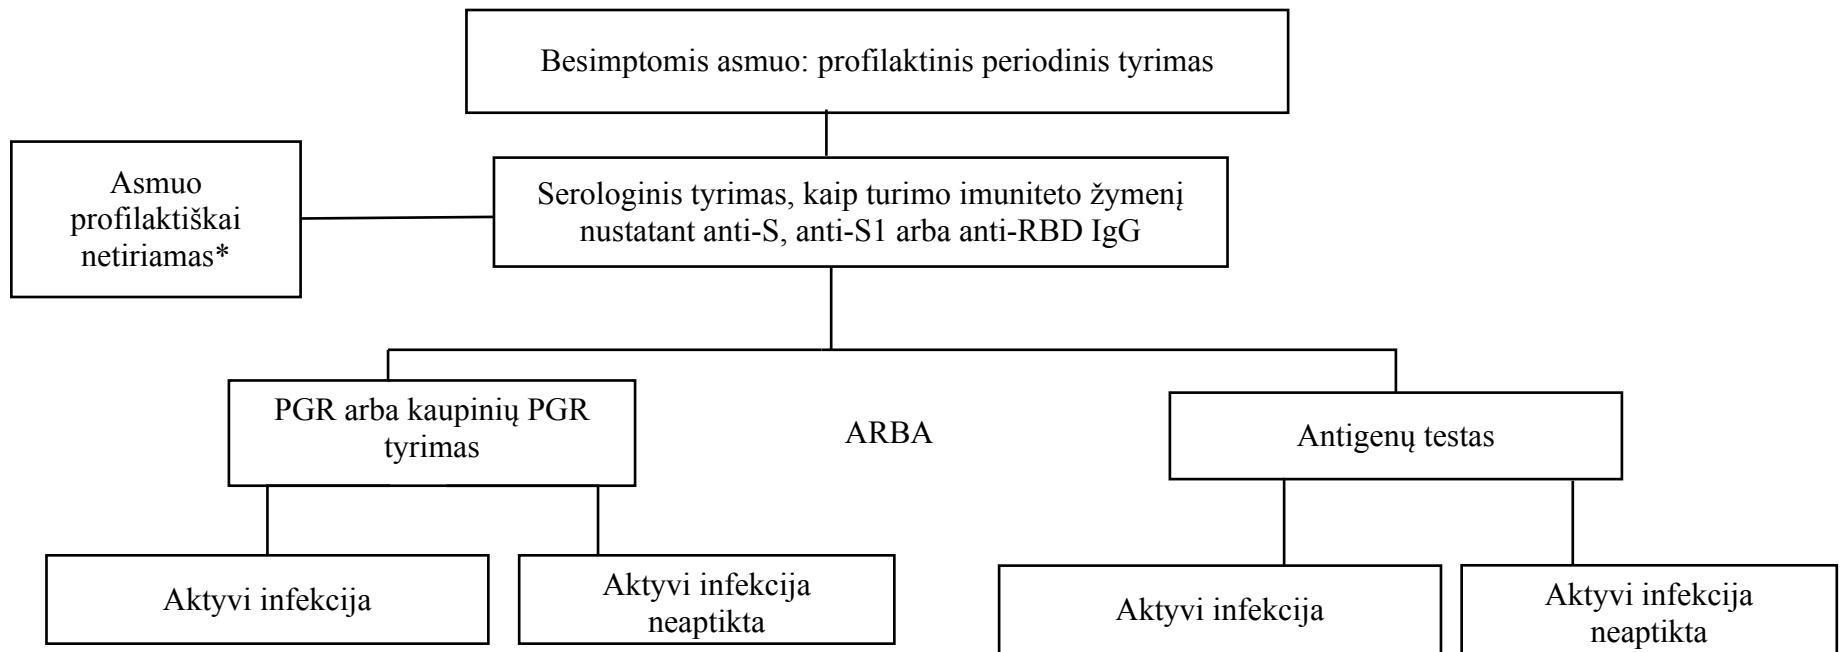 Besimptomis asmuo: profilaktinis periodinis tyrimas
Asmuo
profilaktiškai
netiriamas*
Serologinis tyrimas, kaip turimo imuniteto žymenį
nustatant anti-S, anti-S1 arba anti-RBD IgG
PGR arba kaupinių PGR
tyrimas
ARBA
Antigenų testas
Aktyvi infekcija
Aktyvi infekcija
neaptikta
Aktyvi infekcija
Aktyvi infekcija
neaptikta